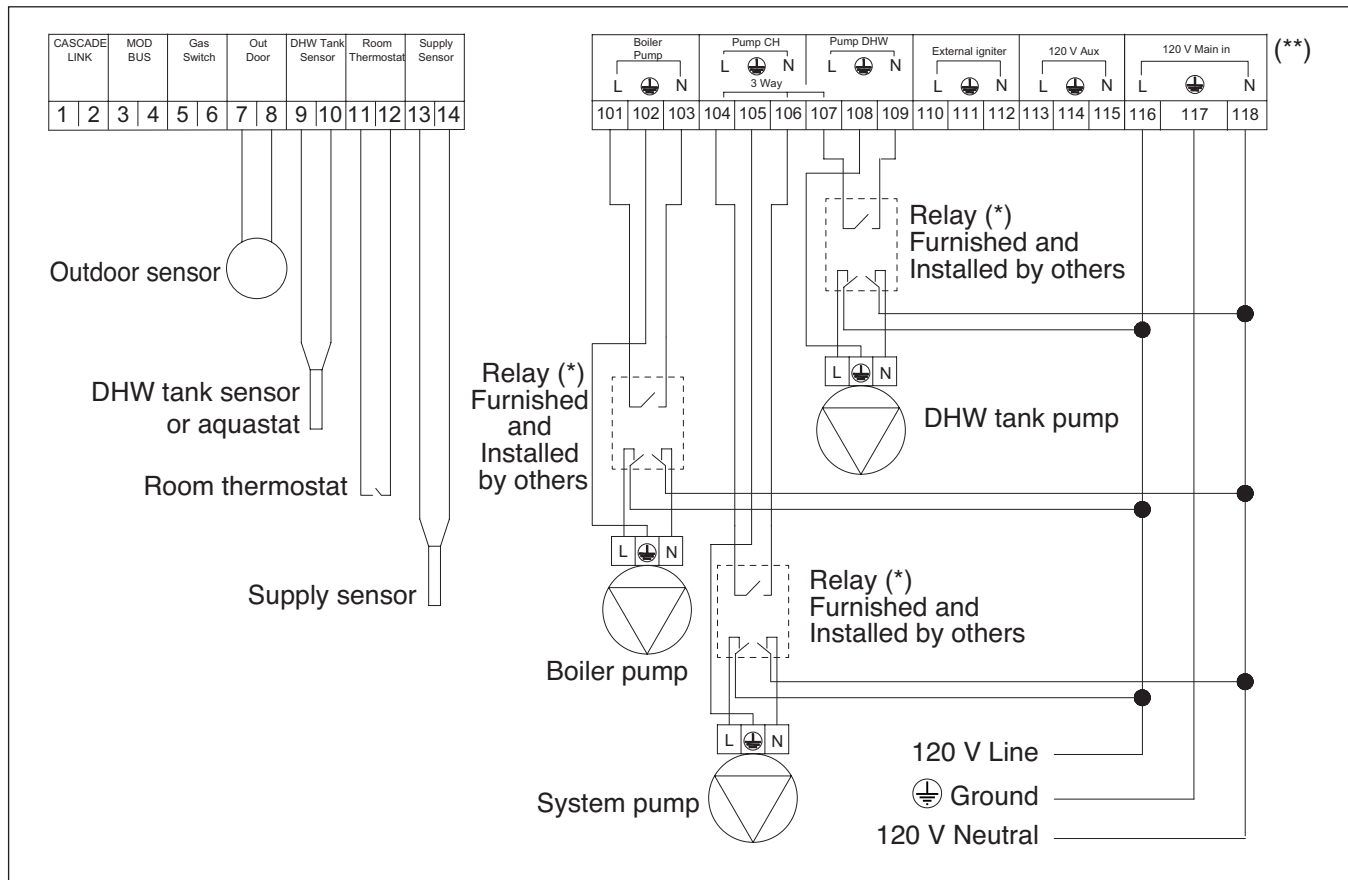 CASCADE LINK
MOD BUS
Gas Switch
Out Door
DHW Tank Sensor
Room Thermostat
Supply Sensor
1 2 3 4 5 6 7 8 9 10 11 12 13 14
Boiler Pump
Pump CH
Pump DHW
External igniter
120 V Aux
120 V Main in
(**)
L N L N L N L N L N L N
3 Way
101 102 103 104 105 106 107 108 109 110 111 112 113 114 115 116 117 118
Outdoor sensor
DHW tank sensor
or aquastat
Room thermostat
Supply sensor
Relay (*)
Furnished and
Installed by others
L N
DHW tank pump
Relay (*)
Furnished
and
Installed
by others
L N
Boiler pump
Relay (*)
Furnished and
Installed by others
L N
System pump
120 V Line
Ground
120 V Neutral